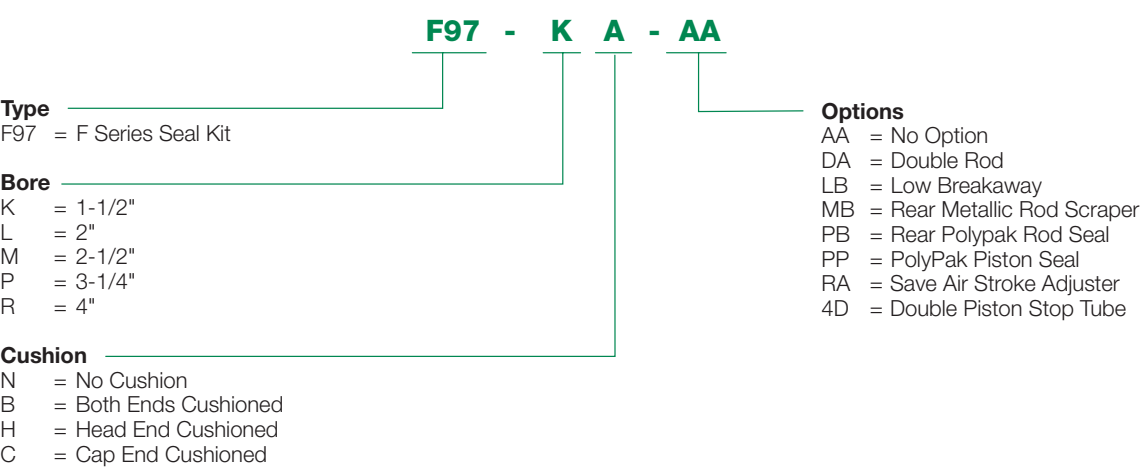 F97 - K A - AA
Type
F97 = F Series Seal Kit
Bore
K = 1-1/2"
L = 2"
M = 2-1/2"
P = 3-1/4"
R = 4"
Cushion
N = No Cushion
B = Both Ends Cushioned
H = Head End Cushioned
C = Cap End Cushioned
Options
AA = No Option
DA = Double Rod
LB = Low Breakaway
MB = Rear Metallic Rod Scraper
PB = Rear Polypak Rod Seal
PP = PolyPak Piston Seal
RA = Save Air Stroke Adjuster
4D = Double Piston Stop Tube